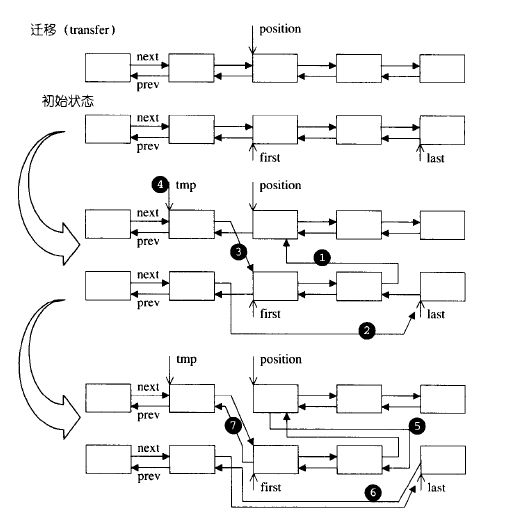 迁移 (transfer)
position
next
prev
初始状态
next
prev
first
last
④ tmp
position
next
prev
③
①
next
prev
first
②
last
tmp
position
next
prev
⑦
⑤
next
prev
first
⑥
last